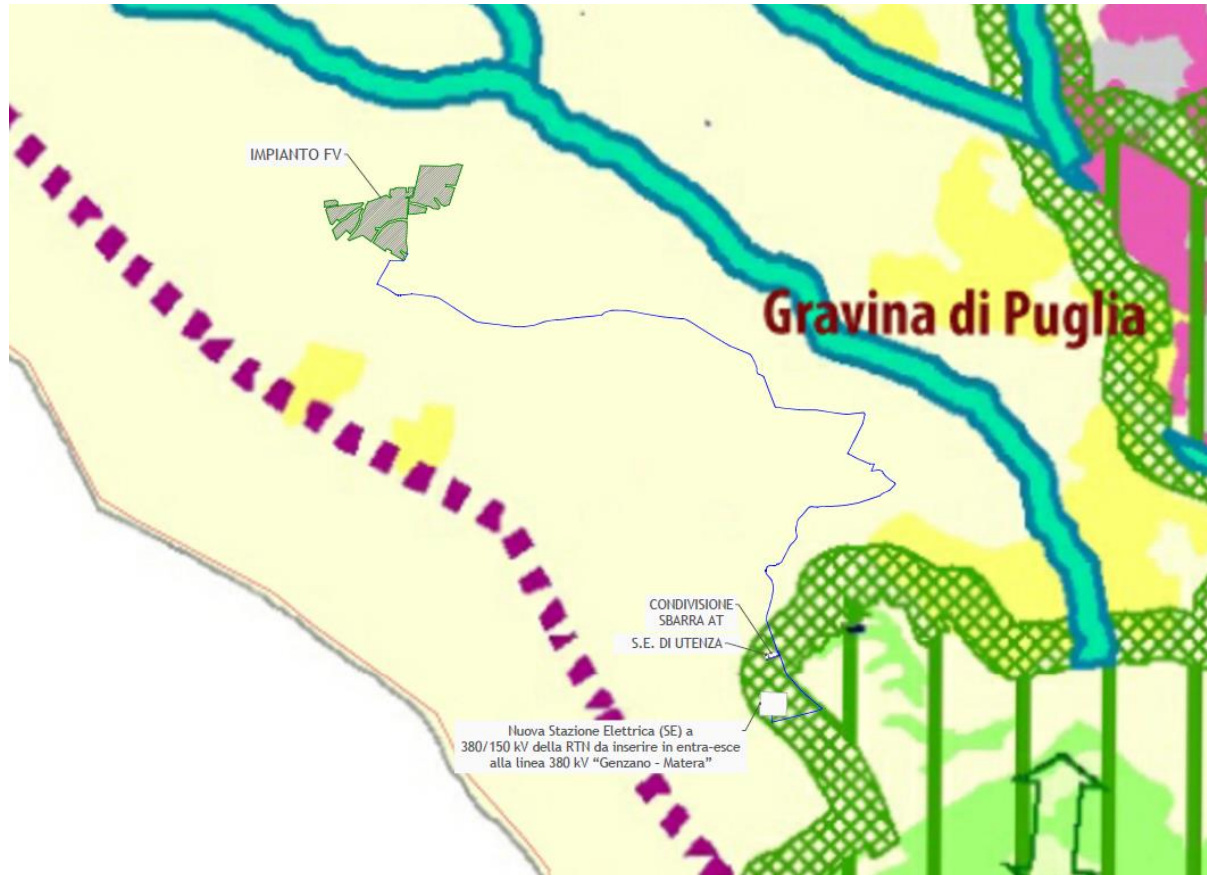 IMPIANTO FV
Gravina di Puglia
CONDIVISIONE
SBARRA AT
S.E. DI UTENZA
Nuova Stazione Elettrica (SE) a
380/150 kV della RTN da inserire in entra-esce
alla linea 380 kV “Genzano - Matera”